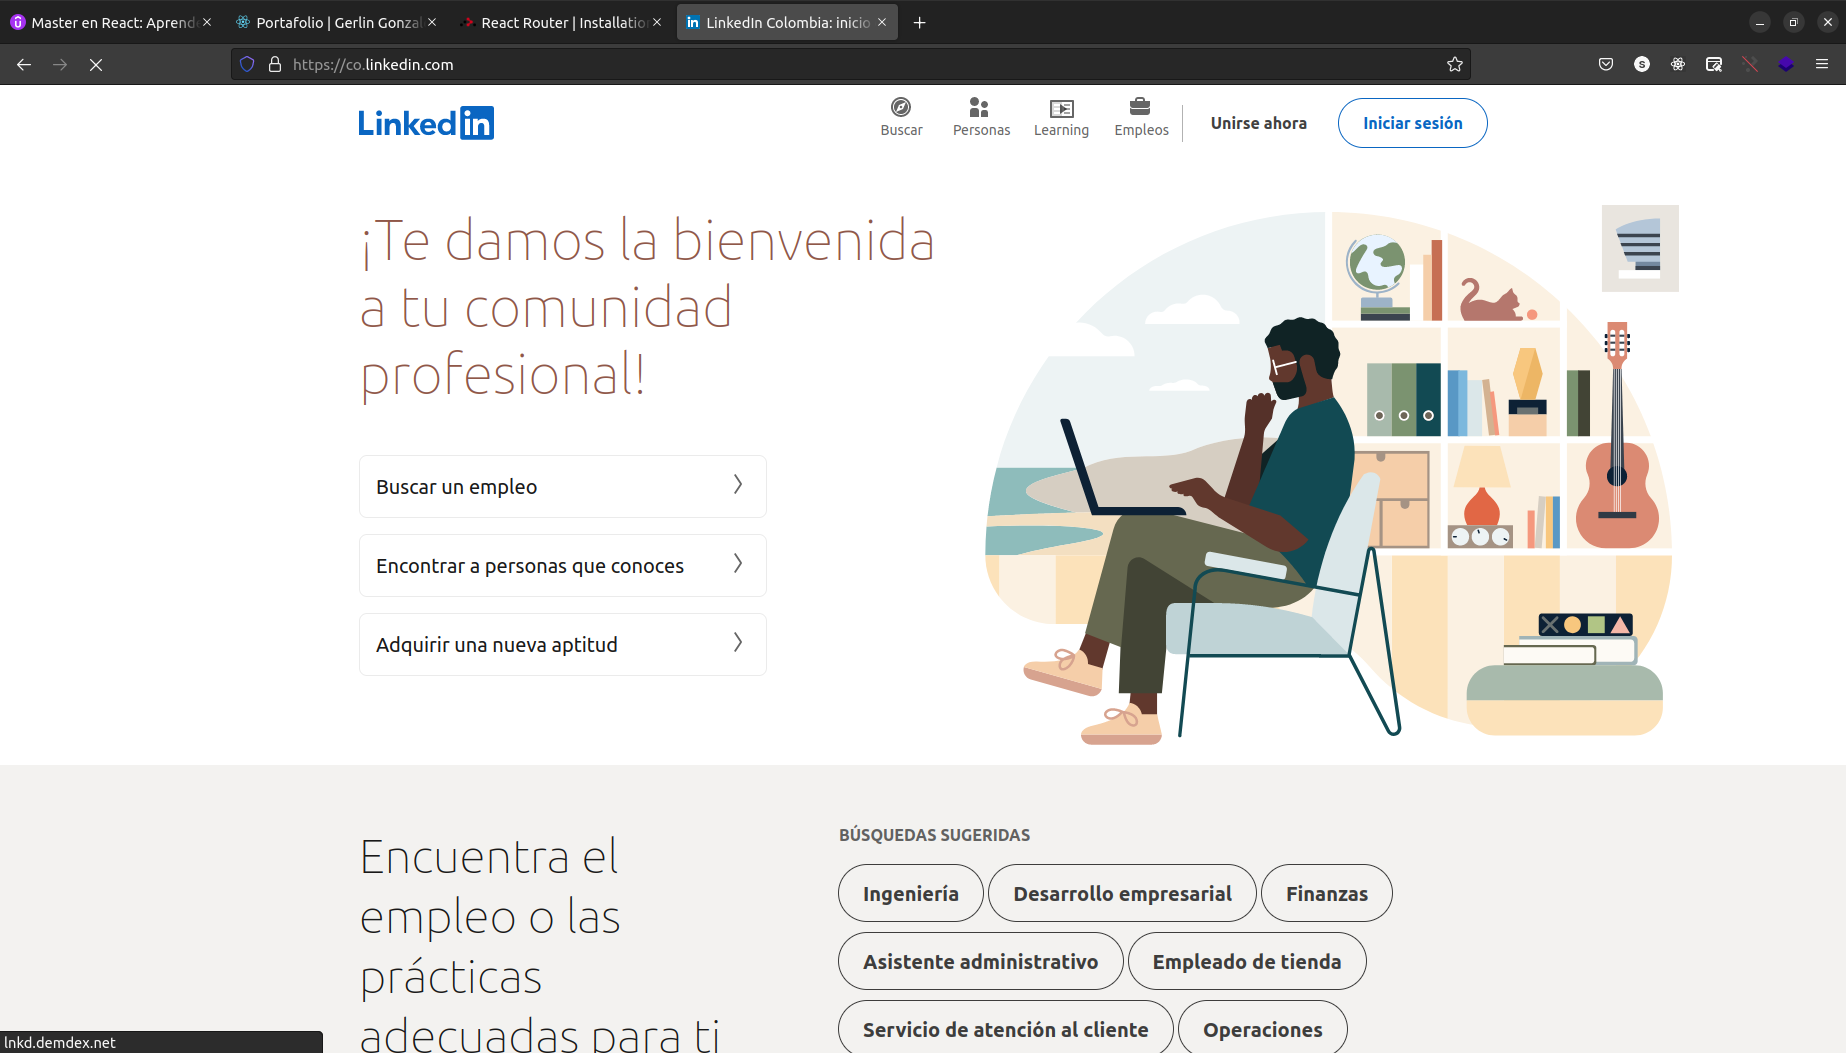 Master en React: Aprend
Portafolio | Gerlin Gonzal
React Router | Installatio
LinkedIn Colombia: inicio
https://co.linkedin.com
S
Linked in
Buscar
Personas
Learning
Empleos
Unirse ahora
Iniciar sesión
¡Te damos la bienvenida
a tu comunidad
profesional!
Buscar un empleo
Encontrar a personas que conoces
Adquirir una nueva aptitud
Encuentra el
empleo o las
prácticas
adecuadas para ti
BÚSQUEDAS SUGERIDAS
Ingeniería
Desarrollo empresarial
Finanzas
Asistente administrativo
Empleado de tienda
Servicio de atención al cliente
Operaciones
lnkd.demdex.net